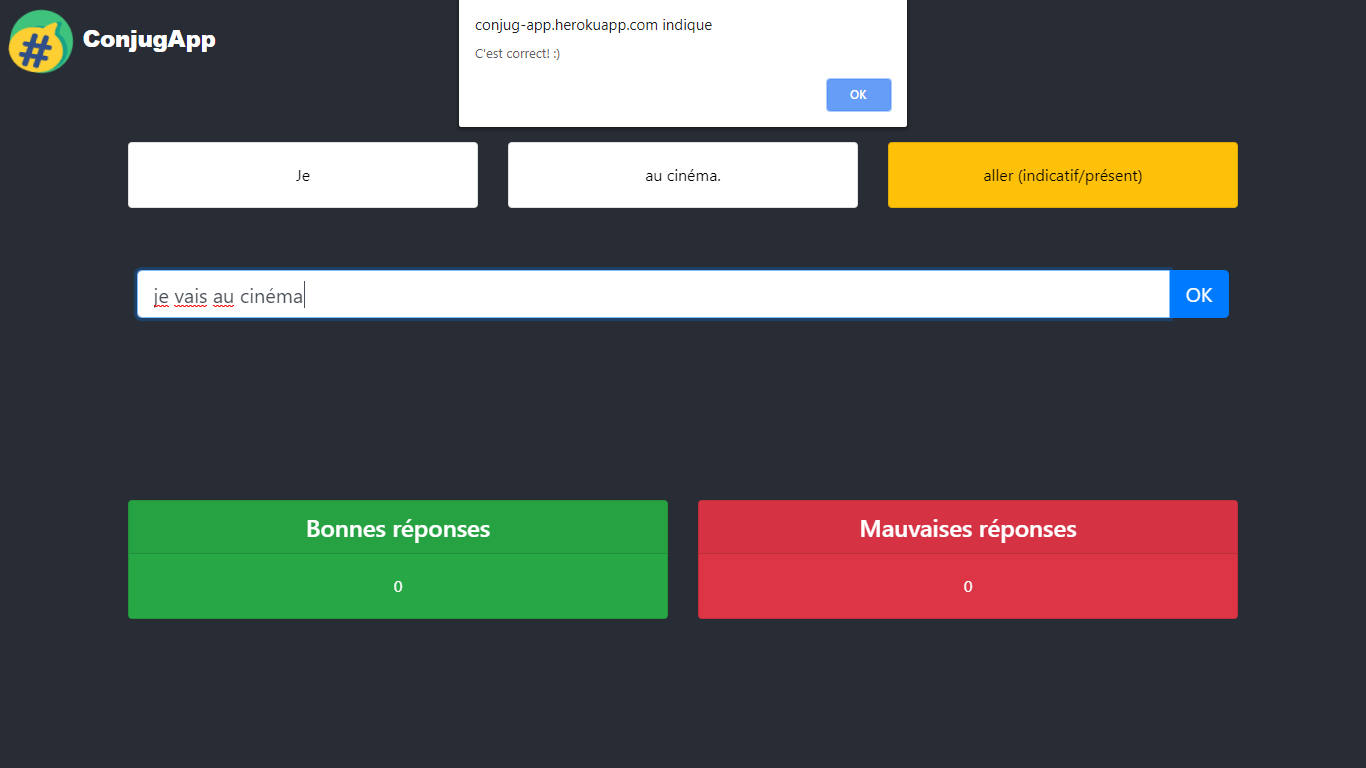 #
ConjugApp
conjug-app.herokuapp.com indique
C'est correct! :)
OK
Je
au cinéma.
aller (indicatif/présent)
je vais au cinéma
OK
Bonnes réponses
0
Mauvaises réponses
0